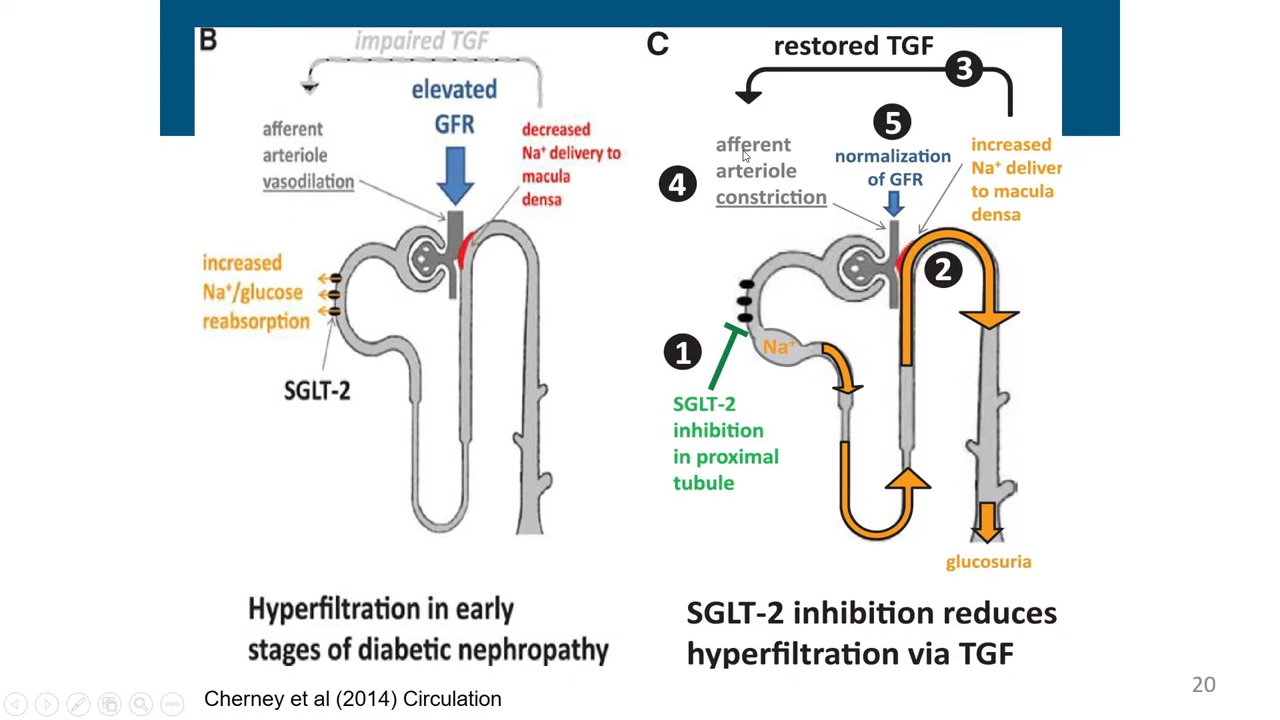 B
impaired TGF
elevated
GFR
afferent
arteriole
vasodilation
decreased
Na+ delivery to
macula
densa
increased
Na+/glucose
reabsorption
SGLT-2
Hyperfiltration in early
stages of diabetic nephropathy
C
restored TGF
3
5
normalization
of GFR
afferent
arteriole
constriction
4
increased
Na+ deliver
to macula
densa
2
1
Na+
SGLT-2
inhibition
in proximal
tubule
glucosuria
SGLT-2 inhibition reduces
hyperfiltration via TGF
Cherney et al (2014) Circulation
20